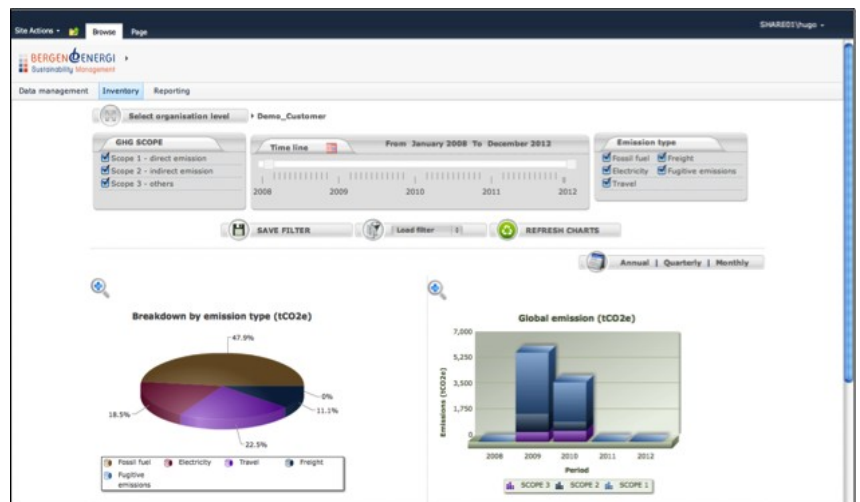 SHARED1\hugo
Site Actions Browse Page
BERGEN ENERGI
Sustainability Management
Data management Inventory Reporting
Select organisation level Demo_Customer
GHG SCOPE
Scope 1 - direct emission
Scope 2 - indirect emission
Scope 3 - others
Time line From January 2008 To December 2012
2008 2009 2010 2011 2012
Emission type
Fossil fuel Freight
Electricity Fugitive emissions
Travel
SAVE FILTER Load filter REFRESH CHARTS
Annual | Quarterly | Monthly
Breakdown by emission type (tCO2e)
47.9%
0%
11.1%
18.5%
22.5%
Fossil fuel Electricity Travel Freight
Fugitive
emissions
Global emission (tCO2e)
7,000
5,250
3,500
1,750
0
Emissions (tCO2e)
2008 2009 2010 2011 2012
Period
SCOPE 3 SCOPE 2 SCOPE 1